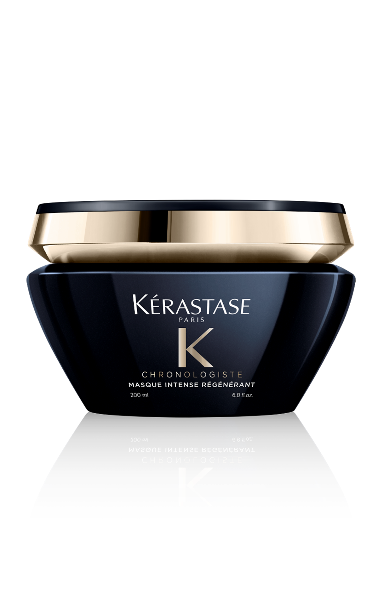 KÉRASTASE
PARIS
K
CHRONOLOGISTE
MASQUE INTENSE RÉGÉNÉRANT
200 ml 6.8 fl.oz.